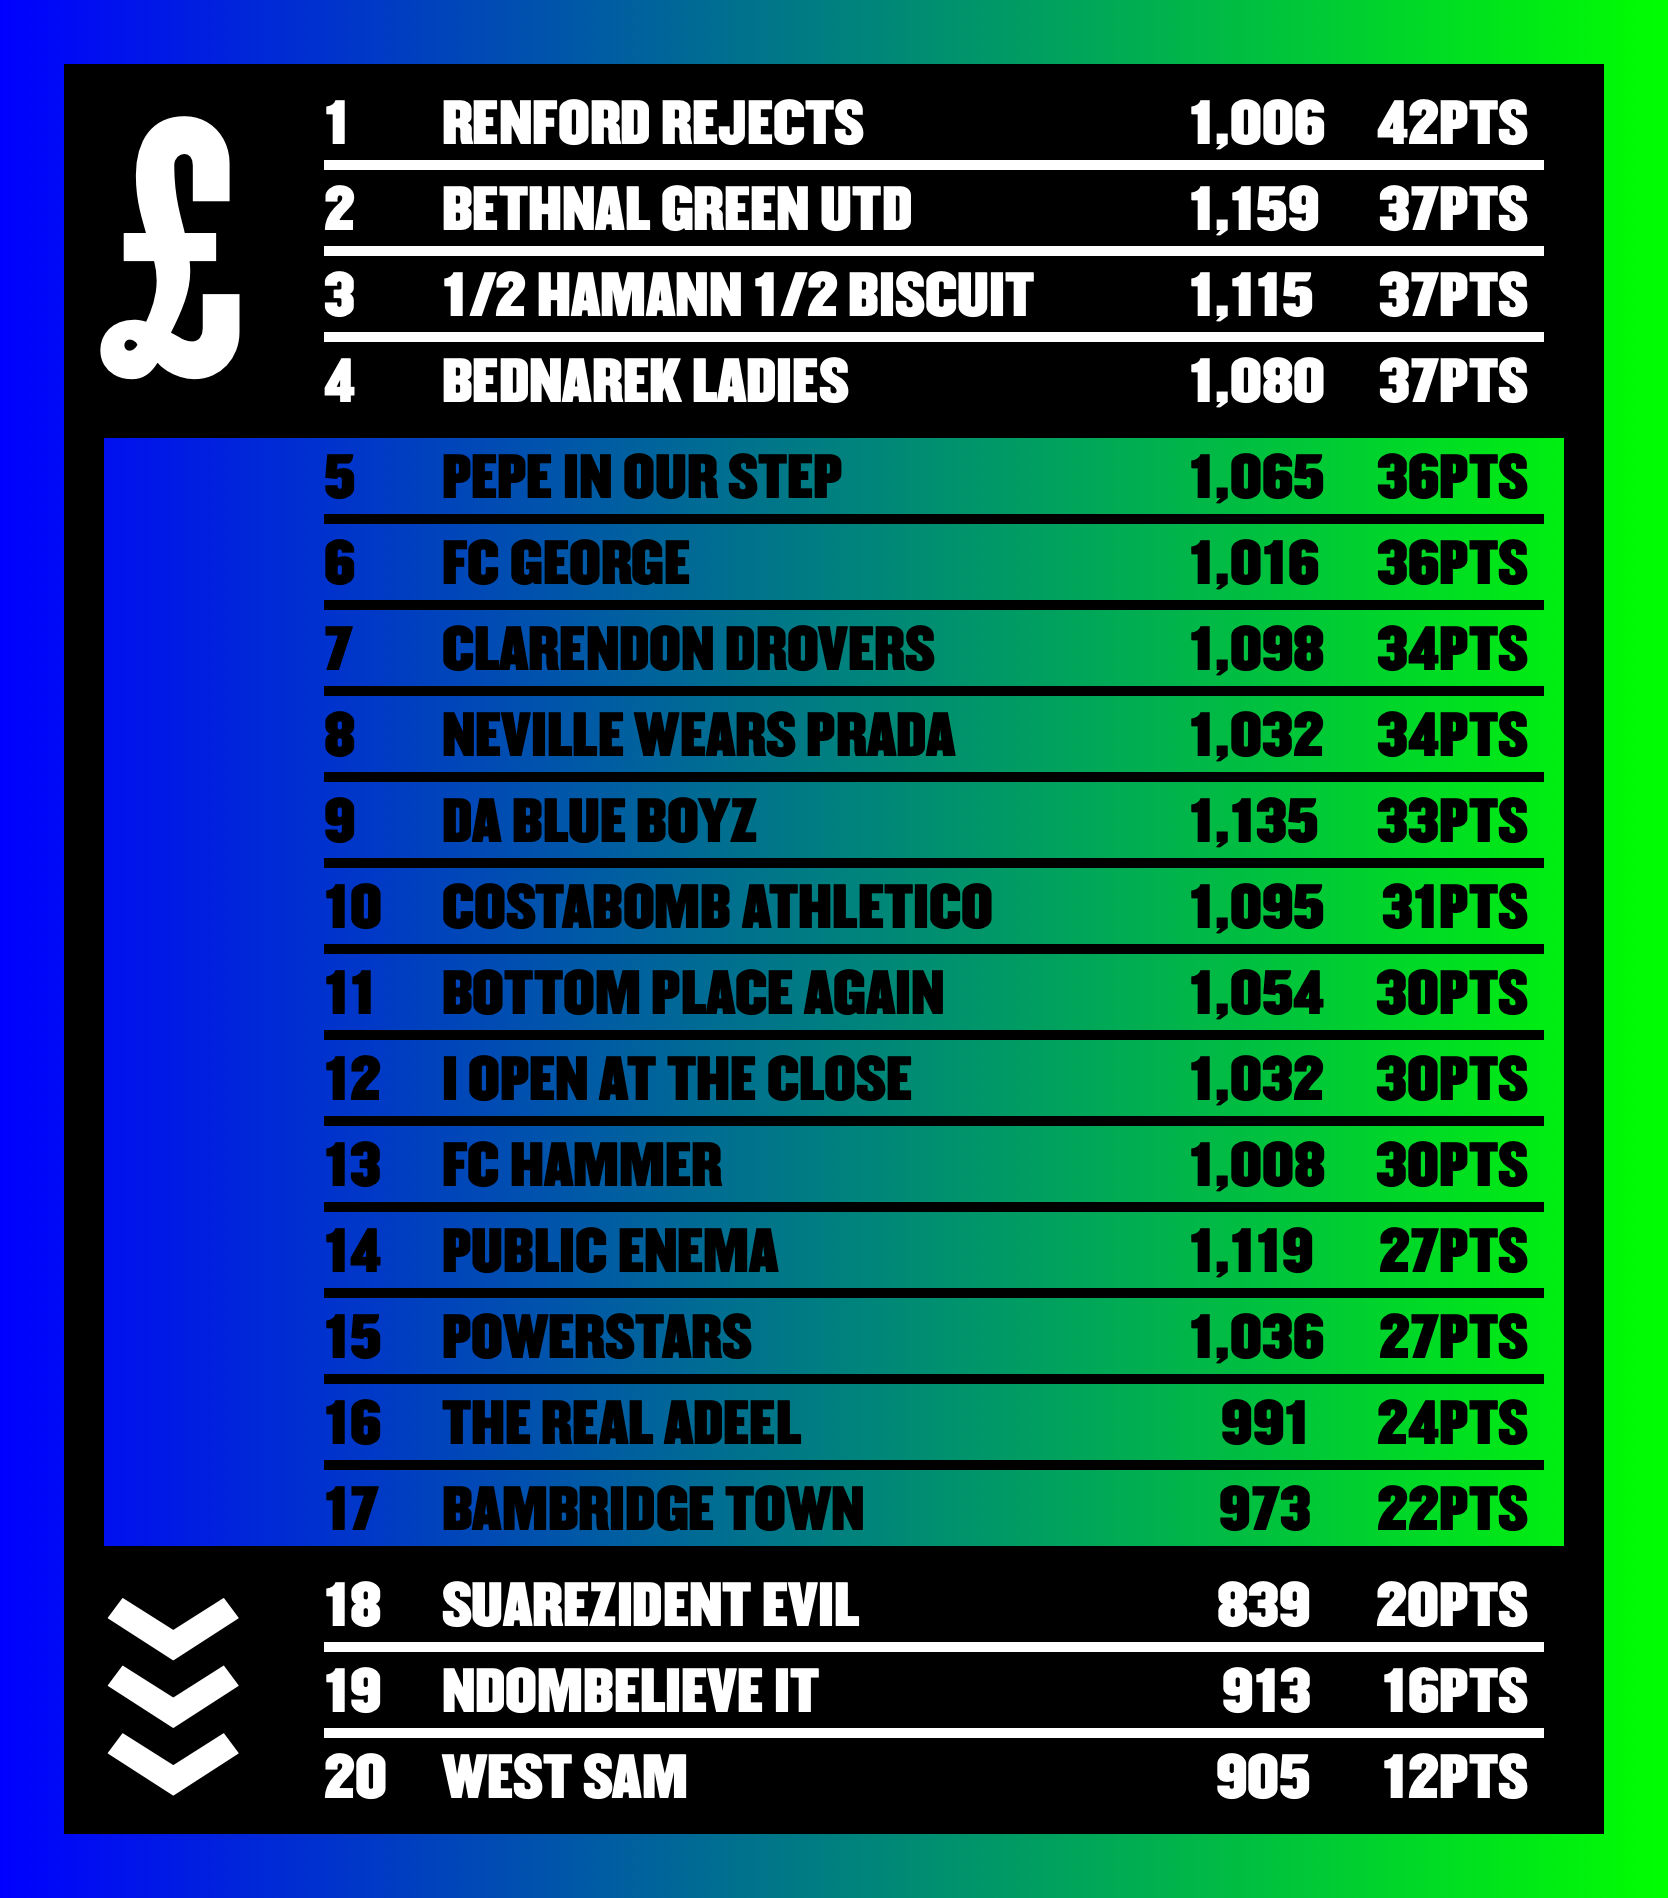 £
1 RENFORD REJECTS 1,006 42PTS
2 BETHNAL GREEN UTD 1,159 37PTS
3 1/2 HAMANN 1/2 BISCUIT 1,115 37PTS
4 BEDNAREK LADIES 1,080 37PTS
5 PEPE IN OUR STEP 1,065 36PTS
6 FC GEORGE 1,016 36PTS
7 CLARENDON DROVERS 1,098 34PTS
8 NEVILLE WEARS PRADA 1,032 34PTS
9 DA BLUE BOYZ 1,135 33PTS
10 COSTABOMB ATHLETICO 1,095 31PTS
11 BOTTOM PLACE AGAIN 1,054 30PTS
12 I OPEN AT THE CLOSE 1,032 30PTS
13 FC HAMMER 1,008 30PTS
14 PUBLIC ENEMA 1,119 27PTS
15 POWERSTARS 1,036 27PTS
16 THE REAL ADEEL 991 24PTS
17 BAMBRIDGE TOWN 973 22PTS
18 SUAREZIDENT EVIL 839 20PTS
19 NDOMBELIEVE IT 913 16PTS
20 WEST SAM 905 12PTS